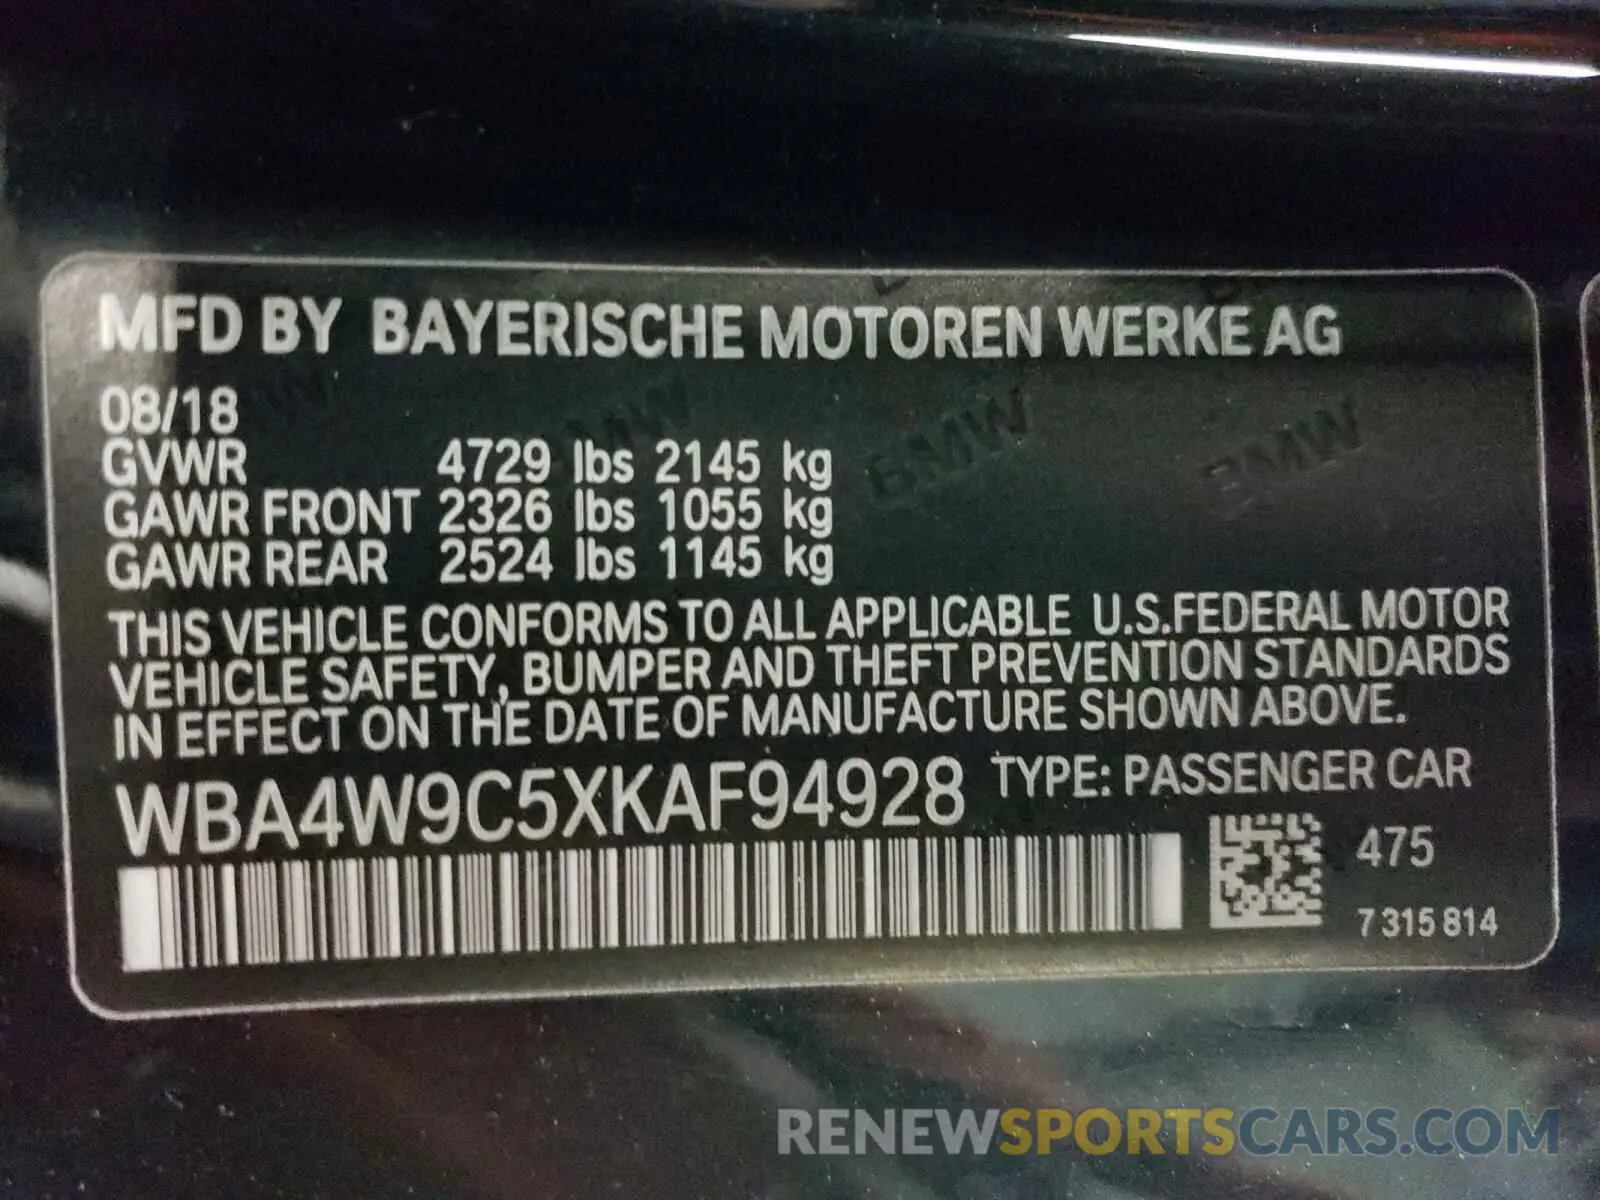 MFD BY BAYERISCHE MOTOREN WERKE AG
08/18
GVWR 4729 lbs 2145 kg
GAWR FRONT 2326 lbs 1055 kg
GAWR REAR 2524 lbs 1145 kg
THIS VEHICLE CONFORMS TO ALL APPLICABLE U.S.FEDERAL MOTOR
VEHICLE SAFETY, BUMPER AND THEFT PREVENTION STANDARDS
IN EFFECT ON THE DATE OF MANUFACTURE SHOWN ABOVE.
WBA4W9C5XKAF94928 TYPE: PASSENGER CAR
475
7315814
BMW
BMW
BMW
RENEWSPORTSCARS.COM